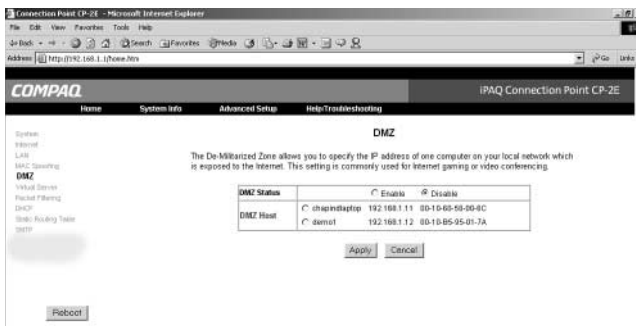 Connection Point CP-2E - Microsoft Internet Explorer
File Edit View Favorites Tools Help
Back Search Favorites Media
Address http://192.168.1.1/home.htm Go Links
COMPAQ iPAQ Connection Point CP-2E
Home System Info Advanced Setup Help/Troubleshooting
System
Internet
LAN
MAC Spoofing
DMZ
Virtual Server
Packet Filtering
DHCP
Static Routing Table
SNTP
DMZ
The De-Militarized Zone allows you to specify the IP address of one computer on your local network which
is exposed to the Internet. This setting is commonly used for Internet gaming or video conferencing.
DMZ Status Enable Disable
DMZ Host chapindlaptop 192.168.1.11
demo1 192.168.1.12 00-10-B5-95-01-7A
Apply Cancel
Reboot